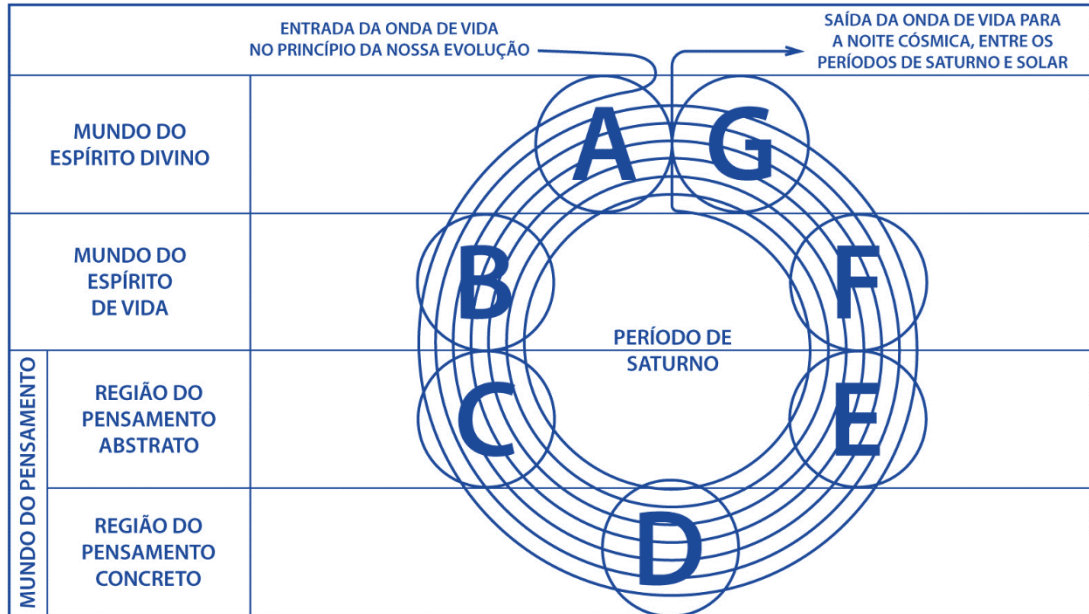 ENTRADA DA ONDA DE VIDA
NO PRINCÍPIO DA NOSSA EVOLUÇÃO
SAÍDA DA ONDA DE VIDA PARA
A NOITE CÓSMICA, ENTRE OS
PERÍODOS DE SATURNO E SOLAR
MUNDO DO
ESPÍRITO DIVINO
A
G
MUNDO DO
ESPÍRITO
DE VIDA
B
F
PERÍODO DE
SATURNO
MUNDO DO PENSAMENTO
REGIÃO DO
PENSAMENTO
ABSTRATO
C
E
REGIÃO DO
PENSAMENTO
CONCRETO
D